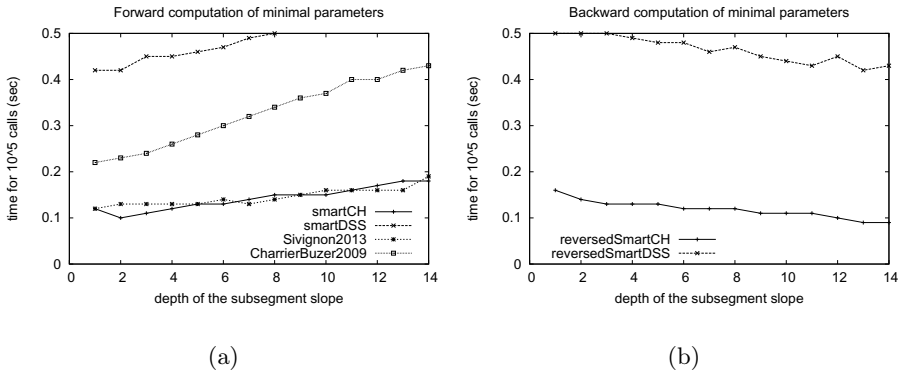 Forward computation of minimal parameters
time for 10^5 calls (sec)
0.5
0.4
0.3
0.2
0.1
0
0 2 4 6 8 10 12 14
depth of the subsegment slope
smartCH
smartDSS
Sivignon2013
CharrierBuzer2009
(a)
Backward computation of minimal parameters
time for 10^5 calls (sec)
0.5
0.4
0.3
0.2
0.1
0
0 2 4 6 8 10 12 14
depth of the subsegment slope
reversedSmartCH
reversedSmartDSS
(b)